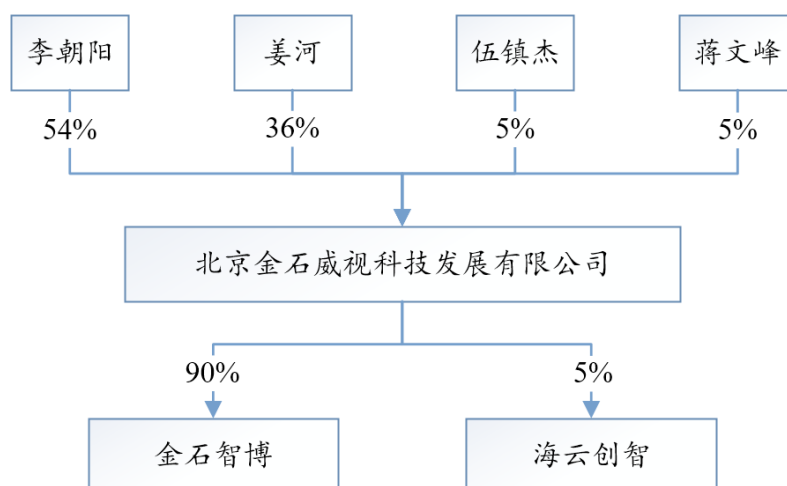 李朝阳
姜河
伍镇杰
蒋文峰
54%
36%
5%
5%
北京金石威视科技发展有限公司
90%
5%
金石智博
海云创智